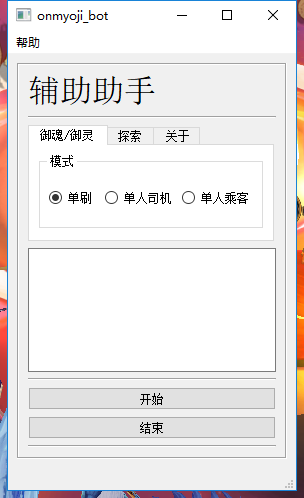 onmyoji_bot
帮助
辅助助手
御魂/御灵 探索 关于
模式
单刷 单人司机 单人乘客
开始
结束